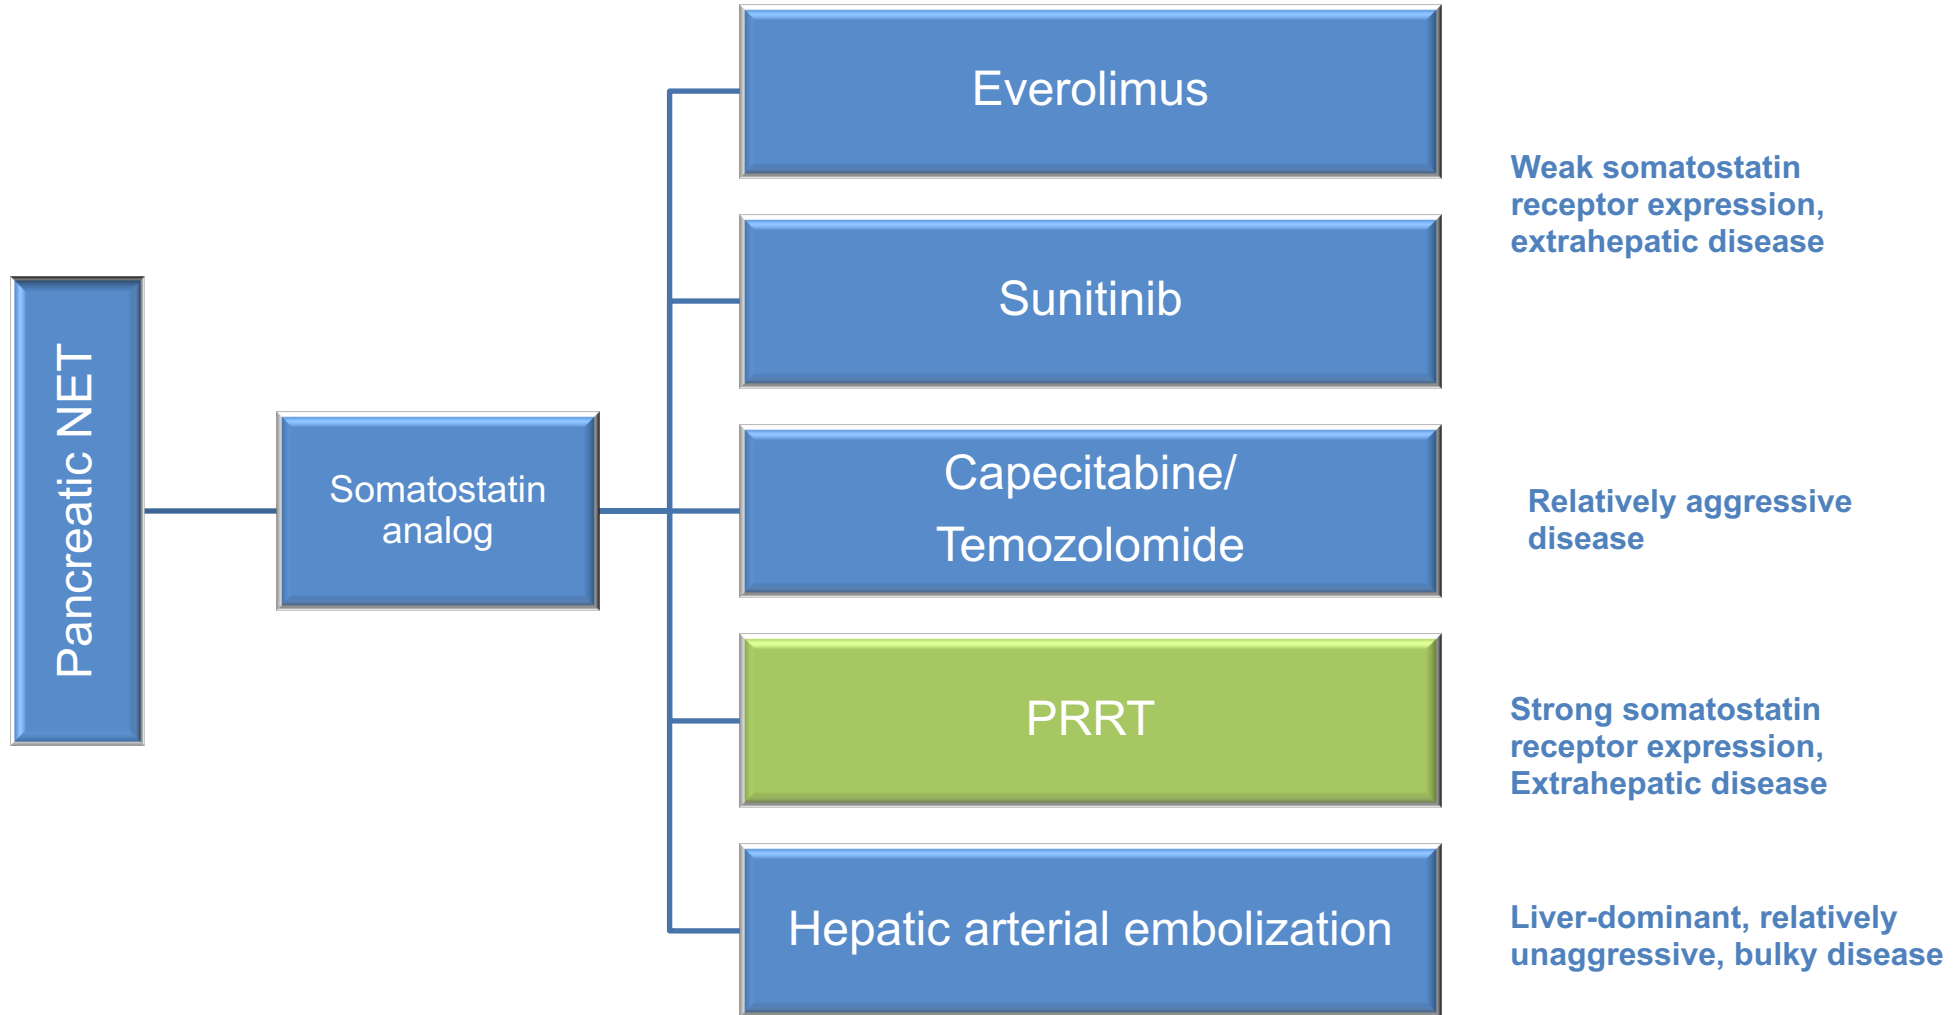 Pancreatic NET
Somatostatin
analog
Everolimus
Sunitinib
Weak somatostatin
receptor expression,
extrahepatic disease
Capecitabine/
Temozolomide
Relatively aggressive
disease
PRRT
Strong somatostatin
receptor expression,
Extrahepatic disease
Hepatic arterial embolization
Liver-dominant, relatively
unaggressive, bulky disease